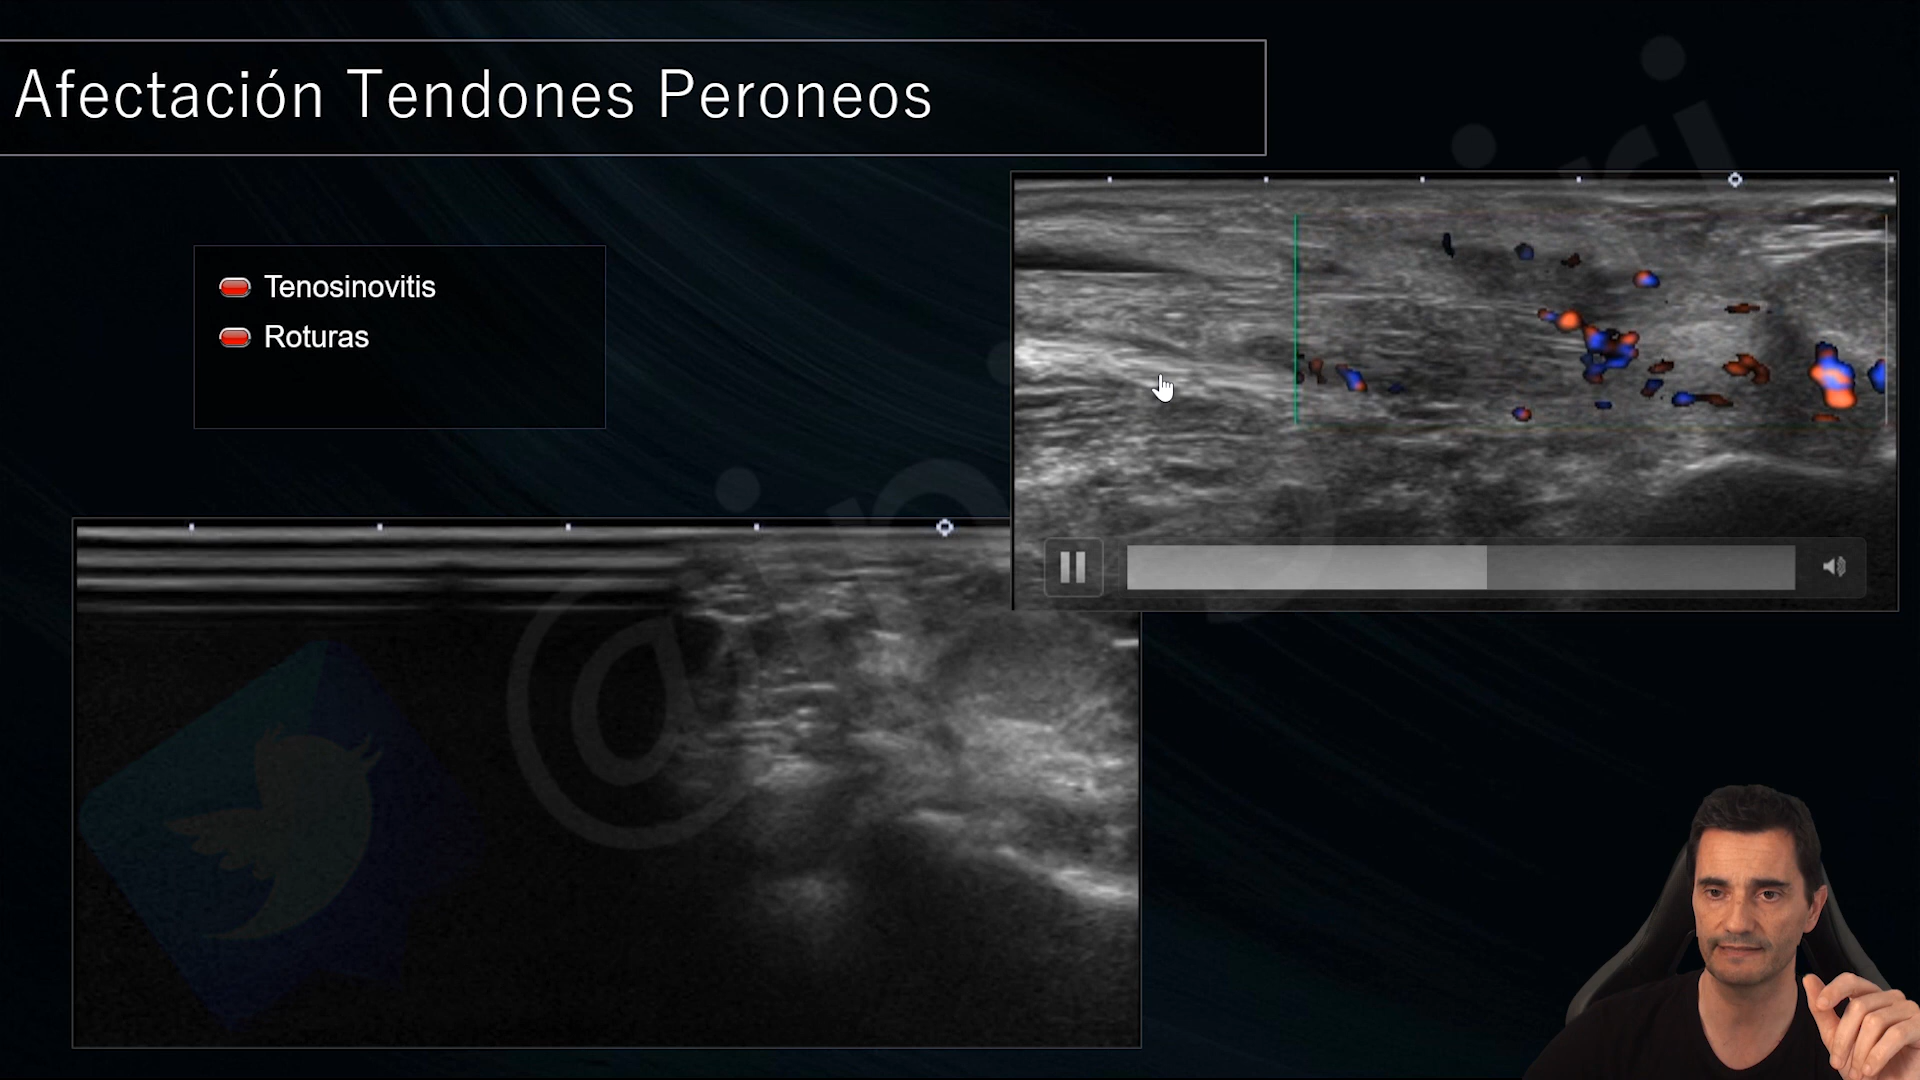 Afectación Tendones Peroneos
Tenosinovitis
Roturas